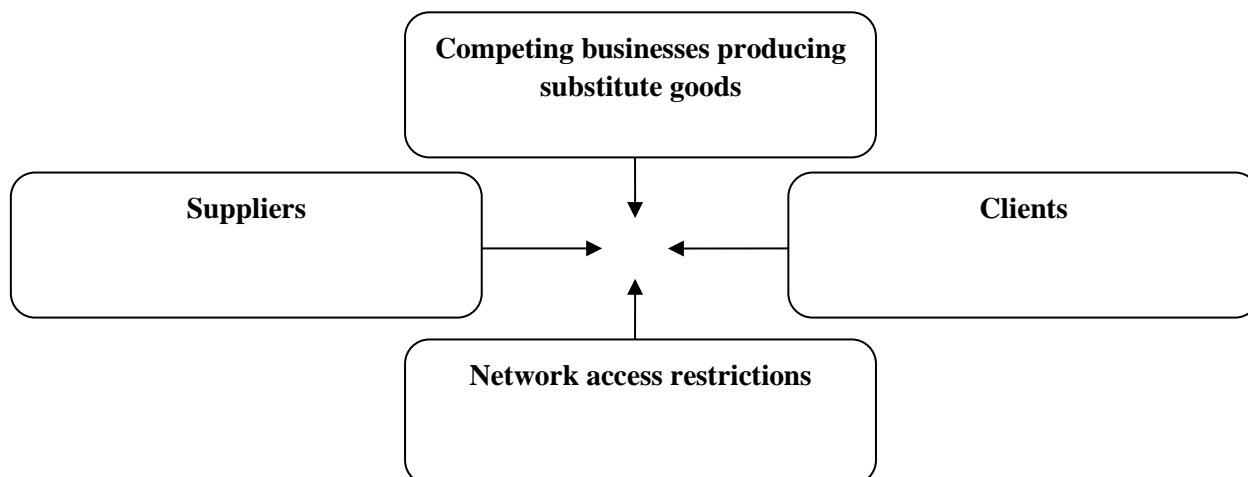 Competing businesses producing
substitute goods
Suppliers
Clients
Network access restrictions